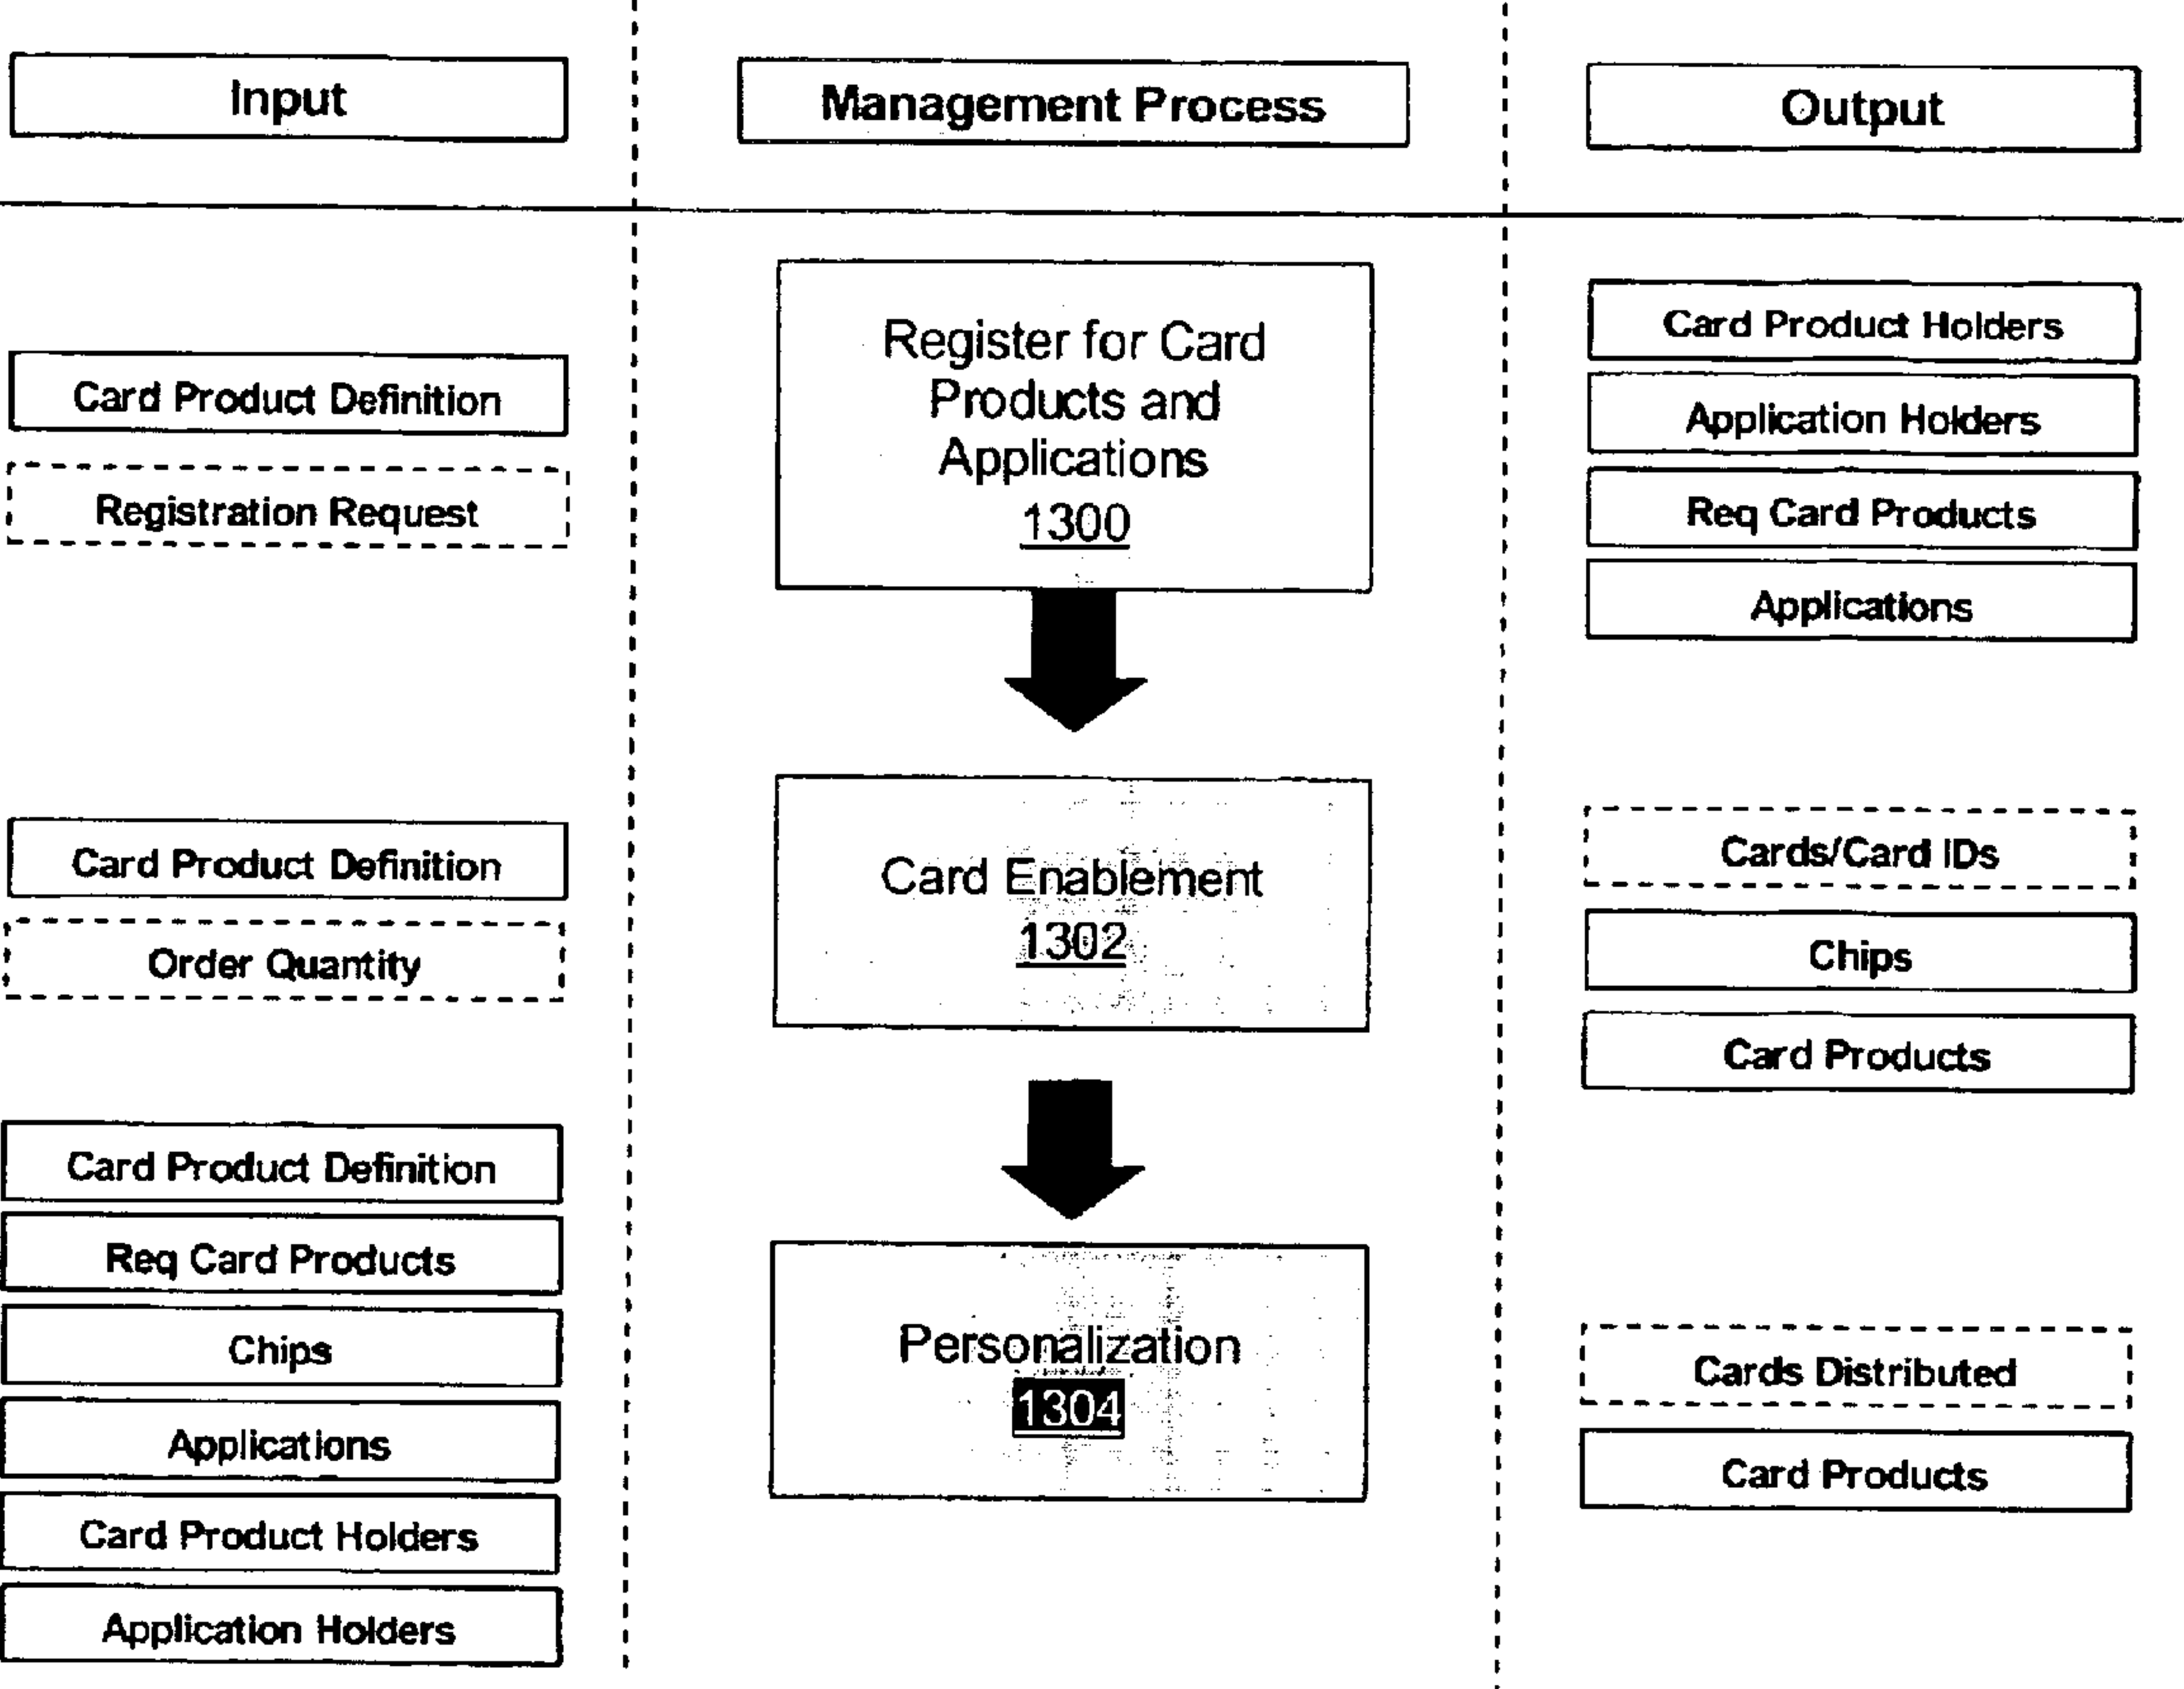 Input
Management Process
Output
Card Product Definition
Registration Request
Register for Card
Products and
Applications
1300
Card Product Holders
Application Holders
Req Card Products
Applications
Card Product Definition
Order Quantity
Card Enablement
1302
Cards/Card IDs
Chips
Card Products
Card Product Definition
Req Card Products
Chips
Applications
Card Product Holders
Application Holders
Personalization
1304
Cards Distributed
Card Products